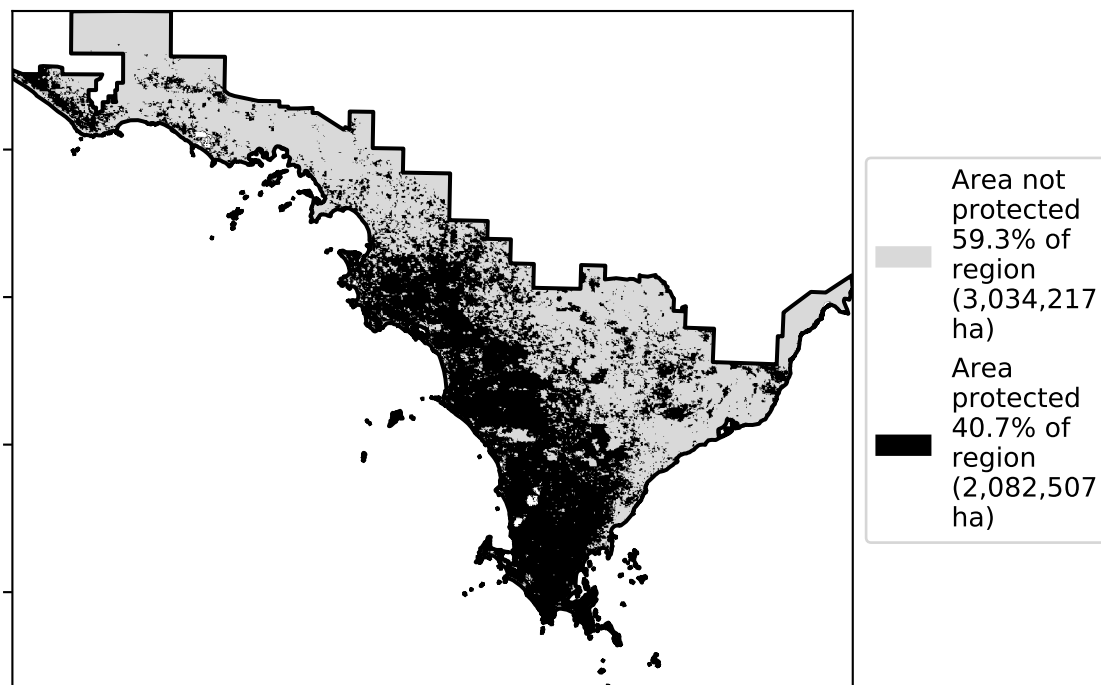 Area not
protected
59.3% of
region
(3,034,217
ha)
Area
protected
40.7% of
region
(2,082,507
ha)